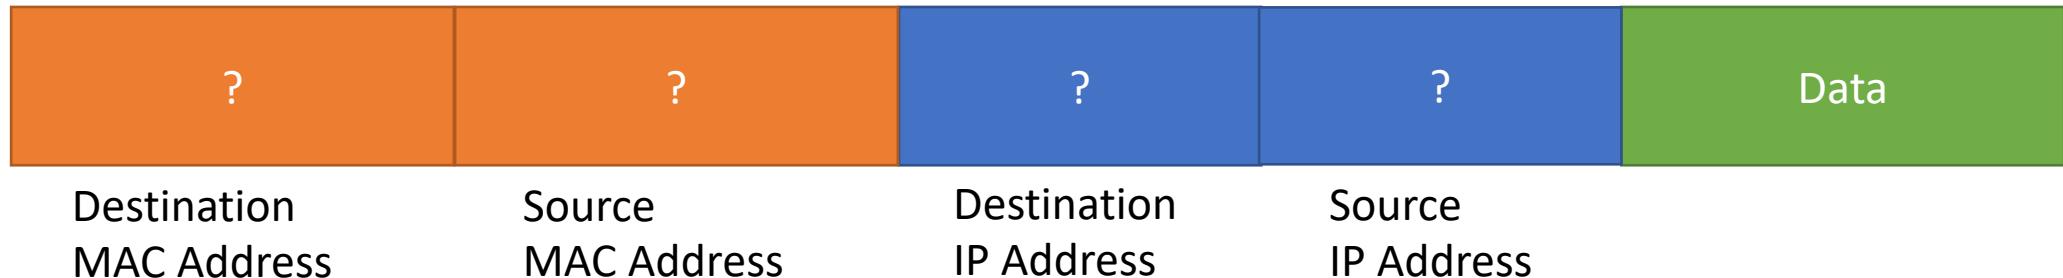 ? ? ? ? Data
Destination Source Destination Source
MAC Address MAC Address IP Address IP Address